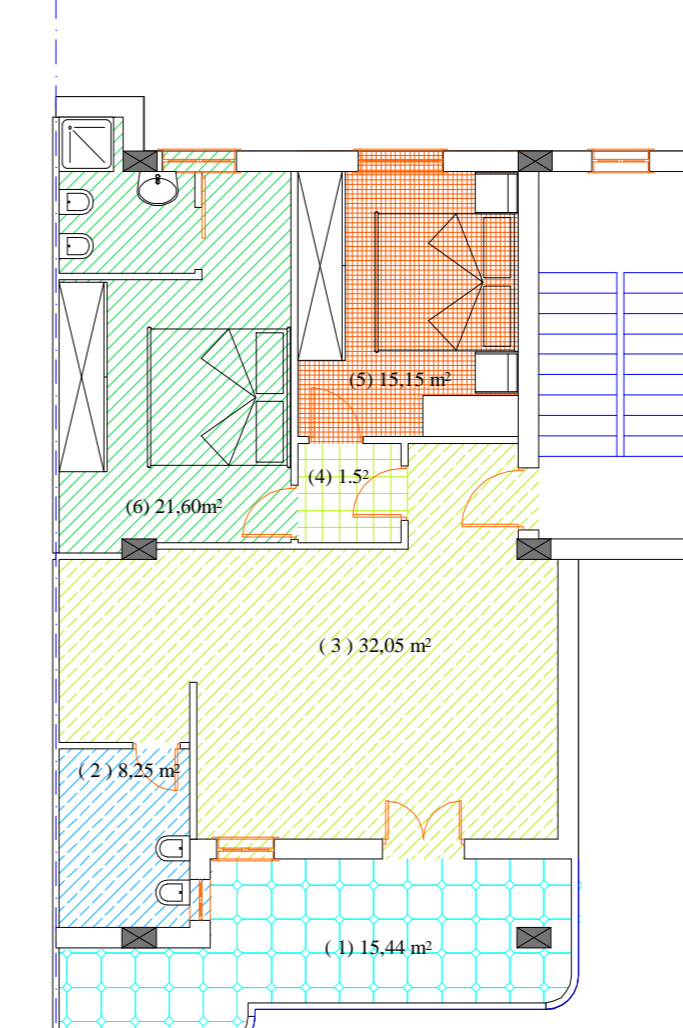 (5) 15,15 m²
(4) 1.5²
(6) 21,60m²
( 3 ) 32,05 m²
( 2 ) 8,25 m²
( 1) 15,44 m²